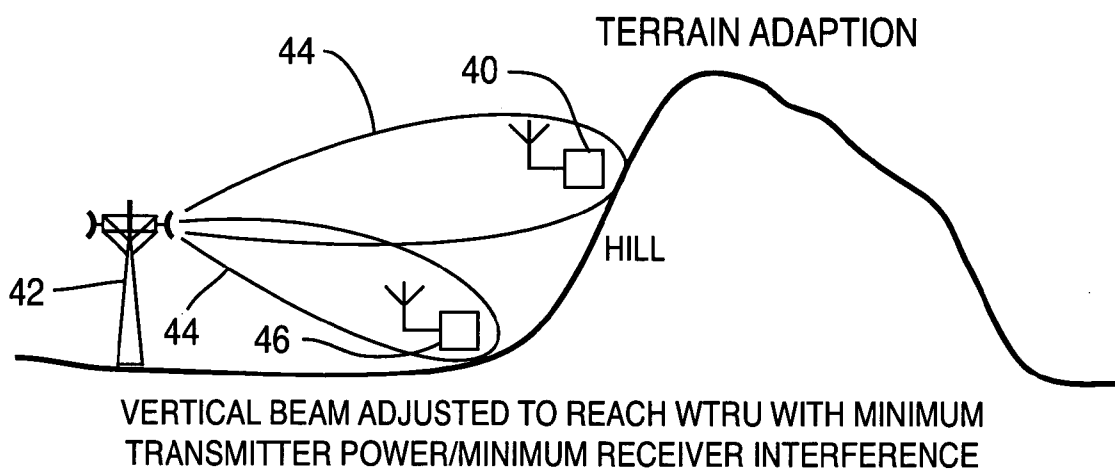 TERRAIN ADAPTION
44
40
HILL
42
44
46
VERTICAL BEAM ADJUSTED TO REACH WTRU WITH MINIMUM
TRANSMITTER POWER/MINIMUM RECEIVER INTERFERENCE